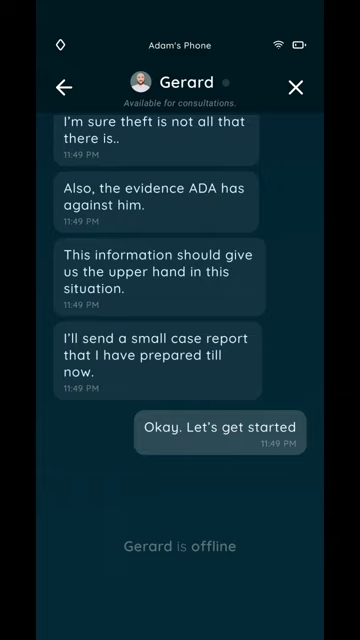 Adam's Phone
Gerard
Available for consultations.
I'm sure theft is not all that
there is..
11:49 PM
Also, the evidence ADA has
against him.
11:49 PM
This information should give
us the upper hand in this
situation.
11:49 PM
I'll send a small case report
that I have prepared till
now.
11:49 PM
Okay. Let's get started
11:49 PM
Gerard is offline